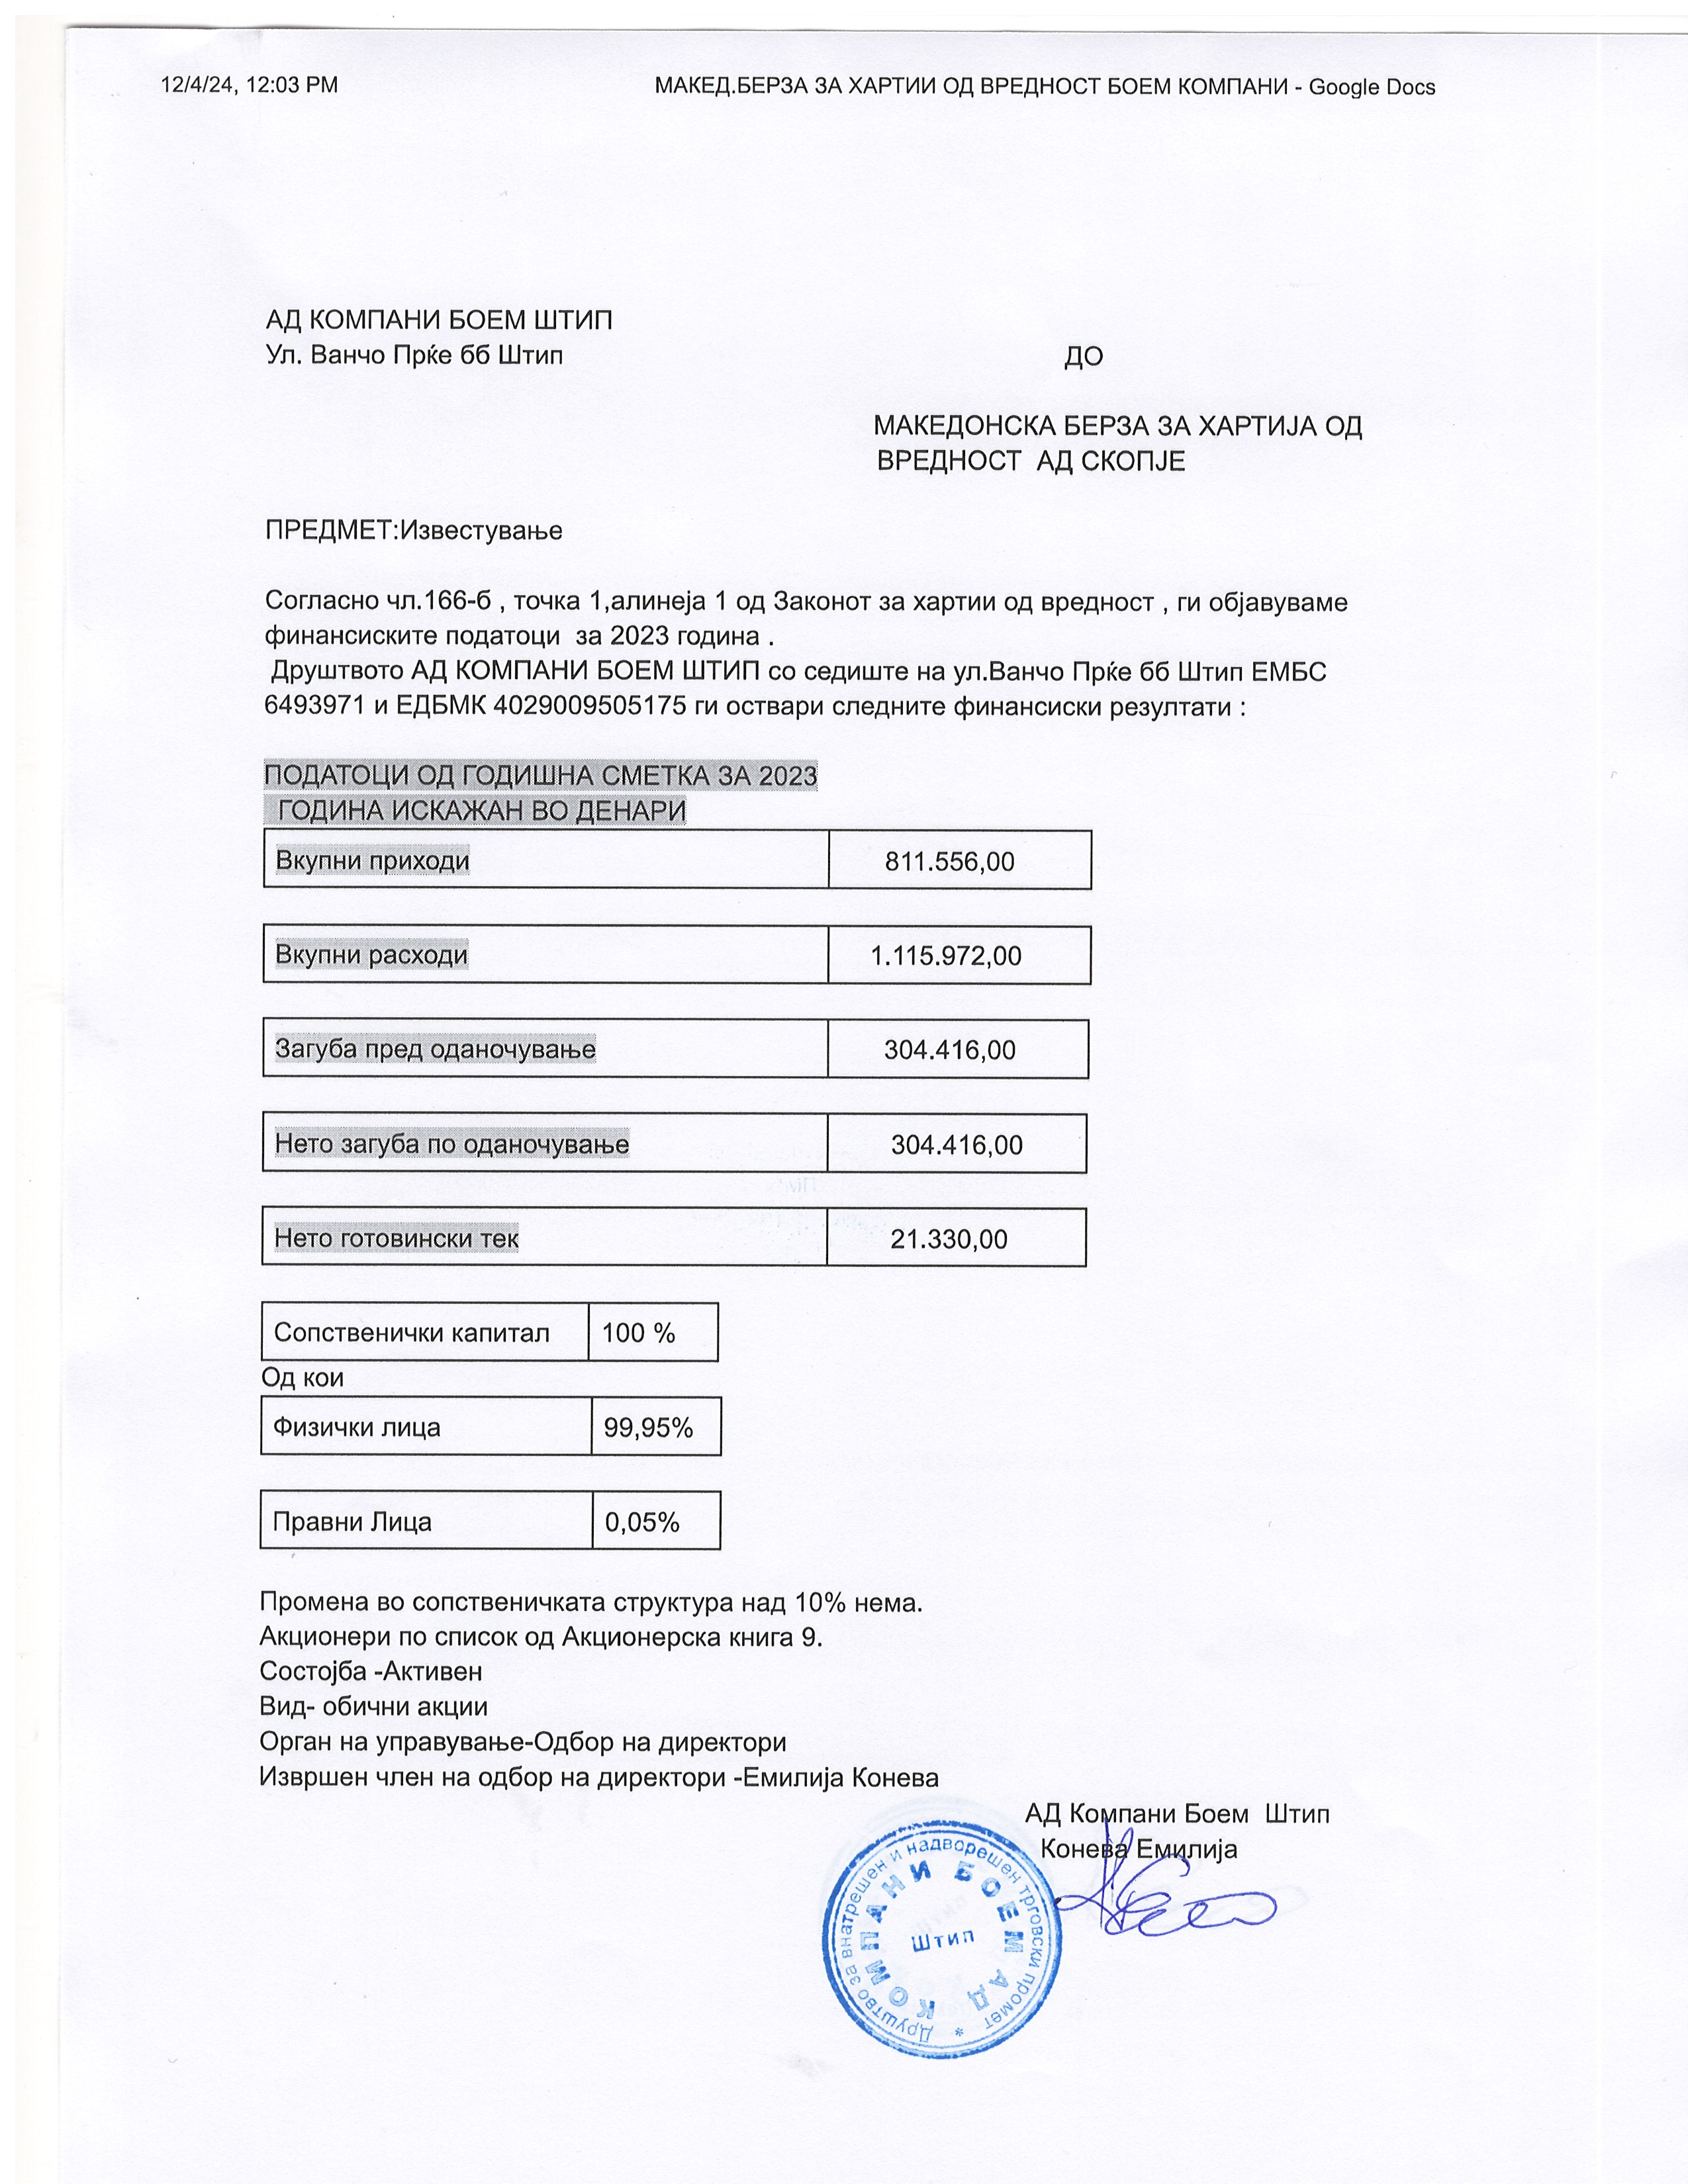 12/4/24, 12:03 PM МАКЕД.БЕРЗА ЗА ХАРТИИ ОД ВРЕДНОСТ БОЕМ КОМПАНИ - Google Docs
АД КОМПАНИ БОЕМ ШТИП
Ул. Ванчо Прќе бб Штип ДО
МАКЕДОНСКА БЕРЗА ЗА ХАРТИЈА ОД
ВРЕДНОСТ АД СКОПЈЕ
ПРЕДМЕТ:Известување
Согласно чл.166-б , точка 1,алинеја 1 од Законот за хартии од вредност , ги објавуваме
финансиските податоци за 2023 година .
Друштвото АД КОМПАНИ БОЕМ ШТИП со седиште на ул.Ванчо Прќе бб Штип ЕМБС
6493971 и ЕДБМК 4029009505175 ги оствари следните финансиски резултати :
ПОДАТОЦИ ОД ГОДИШНА СМЕТКА ЗА 2023
ГОДИНА ИСКАЖАН ВО ДЕНАРИ
Вкупни приходи 811.556,00
Вкупни расходи 1.115.972,00
Загуба пред оданочување 304.416,00
Нето загуба по оданочување 304.416,00
Нето готовински тек 21.330,00
Сопственички капитал 100 %
Од кои
Физички лица 99,95%
Правни Лица 0,05%
Промена во сопственичката структура над 10% нема.
Акционери по список од Акционерска книга 9.
Состојба -Активен
Вид- обични акции
Орган на управување-Одбор на директори
Извршен член на одбор на директори -Емилија Конева
АД Компани Боем Штип
Конева Емилија
Друштво за внатрешен и надворешен трговски промет *
КОМПАНИ БОЕМ АД
Штип